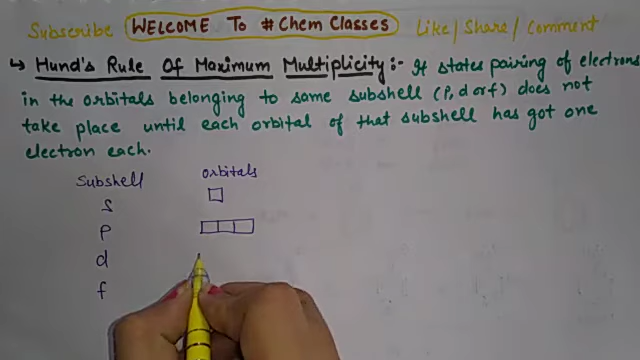 Subscribe WELCOME To # Chem Classes Like/Share/Comment
↳ Hund's Rule Of Maximum Multiplicity:- It states pairing of electrons
in the orbitals belonging to same subshell (P, d or f) does not
take place until each orbital of that subshell has got one
electron each.
Subshell orbitals
s
p
d
f